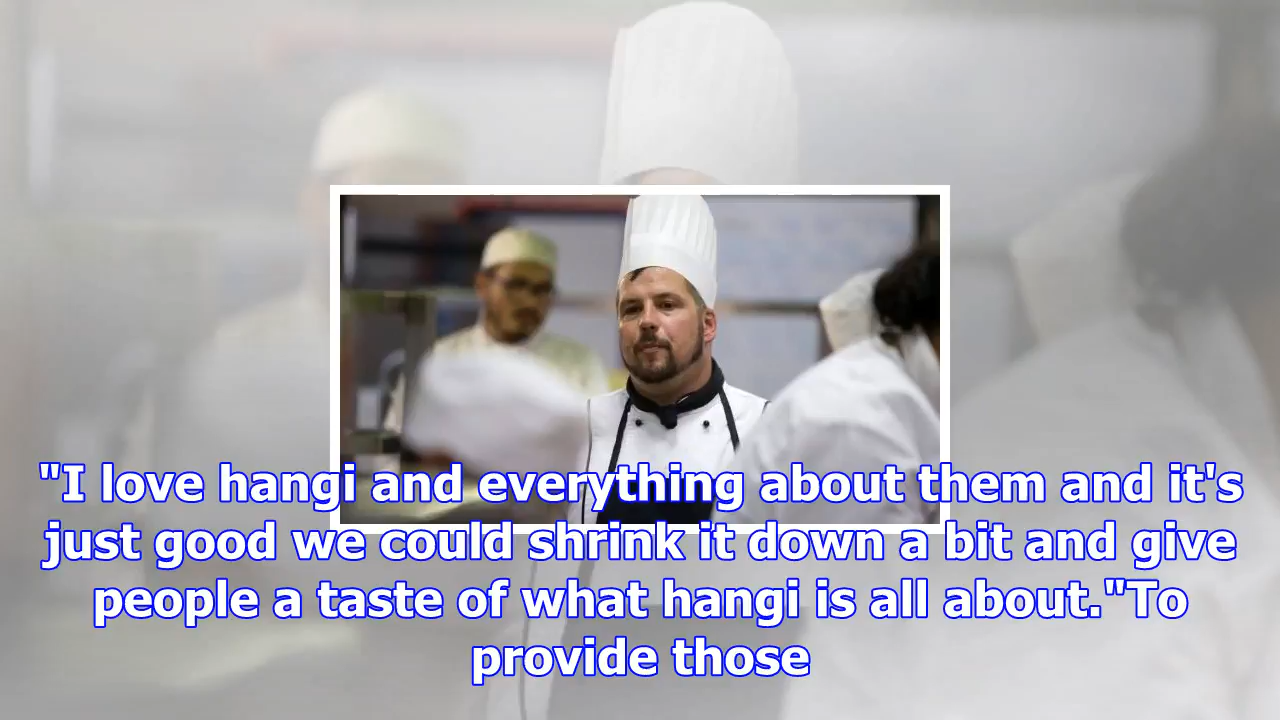 "I love hangi and everything about them and it's
just good we could shrink it down a bit and give
people a taste of what hangi is all about."To
provide those